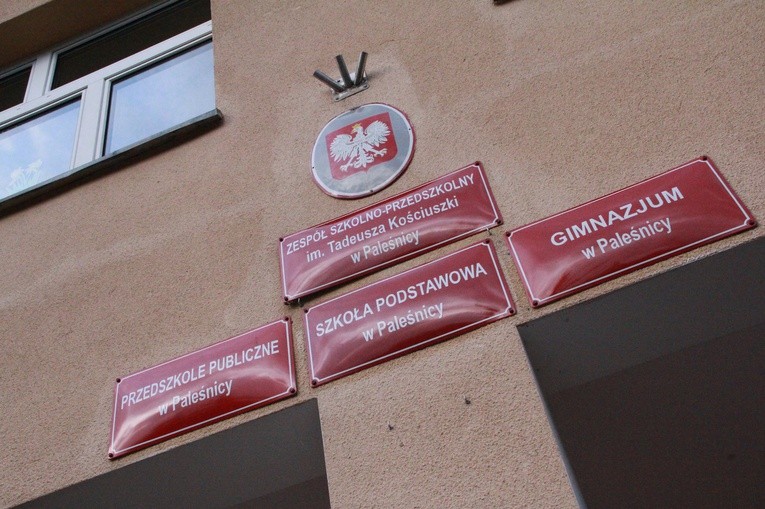 ZESPÓŁ SZKOLNO-PRZEDSZKOLNY
im. Tadeusza Kościuszki
w Paleśnicy
GIMNAZJUM
w Paleśnicy
SZKOŁA PODSTAWOWA
w Paleśnicy
PRZEDSZKOLE PUBLICZNE
w Paleśnicy